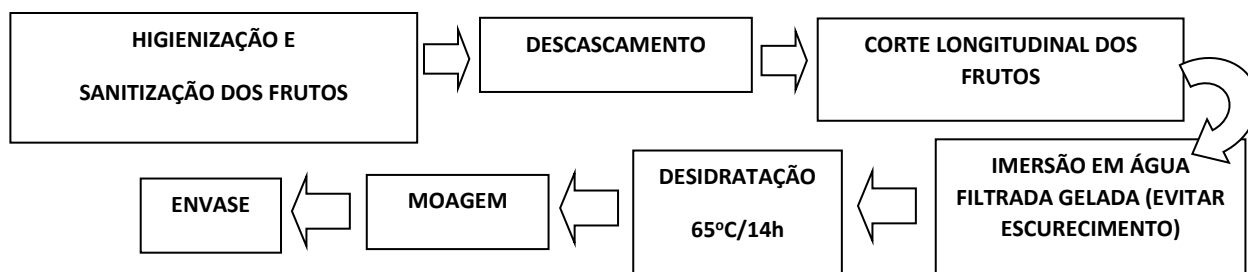 HIGIENIZAÇÃO E
SANITIZAÇÃO DOS FRUTOS
DESCASCAMENTO
CORTE LONGITUDINAL DOS
FRUTOS
IMERSÃO EM ÁGUA
FILTRADA GELADA (EVITAR
ESCURECIMENTO)
DESIDRATAÇÃO
65ºC/14h
MOAGEM
ENVASE